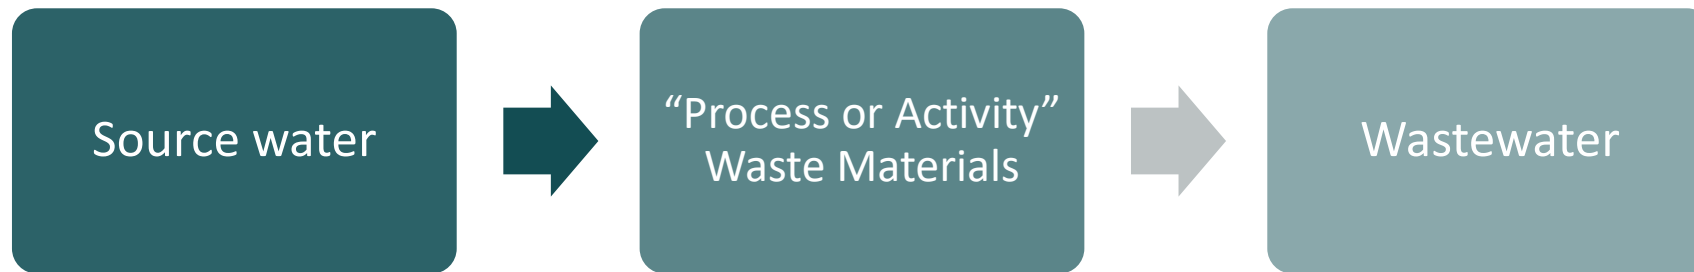 Source water
“Process or Activity”
Waste Materials
Wastewater